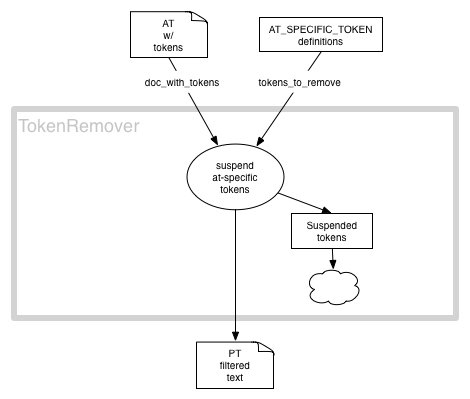 AT
w/
tokens
AT_SPECIFIC_TOKEN
definitions
doc_with_tokens
tokens_to_remove
TokenRemover
suspend
at-specific
tokens
Suspended
tokens
PT
filtered
text